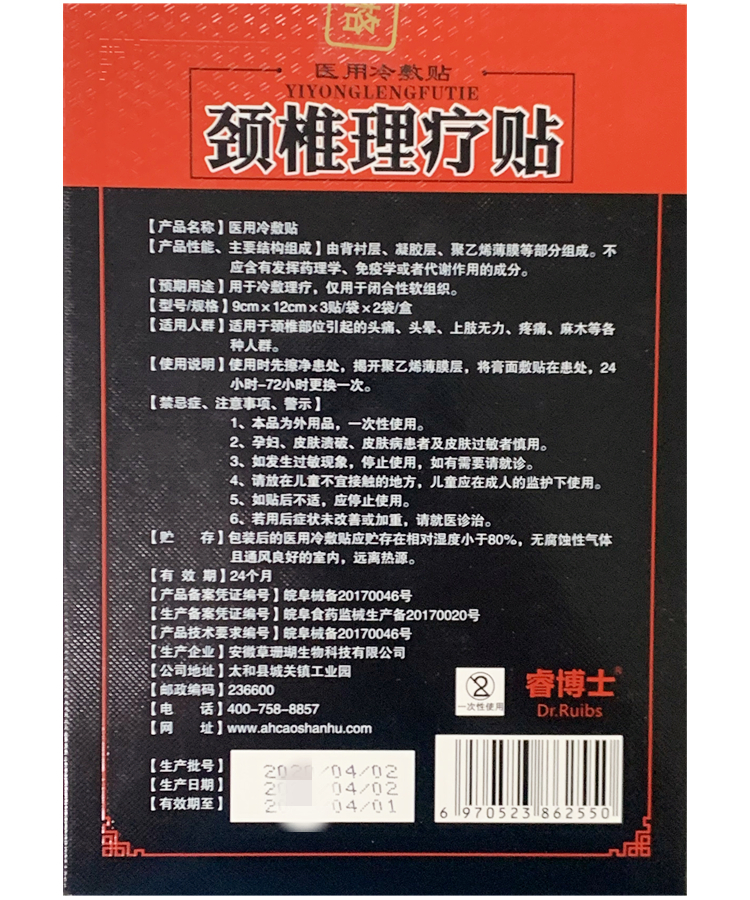 格
医用冷敷贴
YIYONGLENGFUTIE
颈椎理疗贴
【产品名称】医用冷敷贴
【产品性能、主要结构组成】由背衬层、凝胶层、聚乙烯薄膜等部分组成。不
应含有发挥药理学、免疫学或者代谢作用的成分。
【预期用途】用于冷敷理疗，仅用于闭合性软组织。
【型号/规格】9cm×12cm×3贴/袋×2袋/盒
【适用人群】适用于颈椎部位引起的头痛、头晕、上肢无力、疼痛、麻木等各
种人群。
【使用说明】使用时先擦净患处，揭开聚乙烯薄膜层，将膏面敷贴在患处，24
小时-72小时更换一次。
【禁忌症、注意事项、警示】
1、本品为外用品，一次性使用。
2、孕妇、皮肤溃破、皮肤病患者及皮肤过敏者慎用。
3、如发生过敏现象，停止使用，如有需要请就诊。
4、请放在儿童不宜接触的地方，儿童应在成人的监护下使用。
5、如贴后不适，应停止使用。
6、若用后症状未改善或加重，请就医诊治。
【贮 存】包装后的医用冷敷贴应贮存在相对湿度小于80%，无腐蚀性气体
且通风良好的室内，远离热源。
【有 效 期】24个月
【产品备案凭证编号】皖阜械备20170046号
【生产备案凭证编号】皖阜食药监械生产备20170020号
【产品技术要求编号】皖阜械备20170046号
【生产企业】安徽草珊瑚生物科技有限公司
【公司地址】太和县城关镇工业园
【邮政编码】236600
【电 话】400-758-8857
【网 址】www.ahcaoshanhu.com
2
一次性使用
睿博士®
Dr.Ruibs
【生产批号】
【生产日期】
【有效期至】
/04/02
04/02
04/01
6 970523 862550